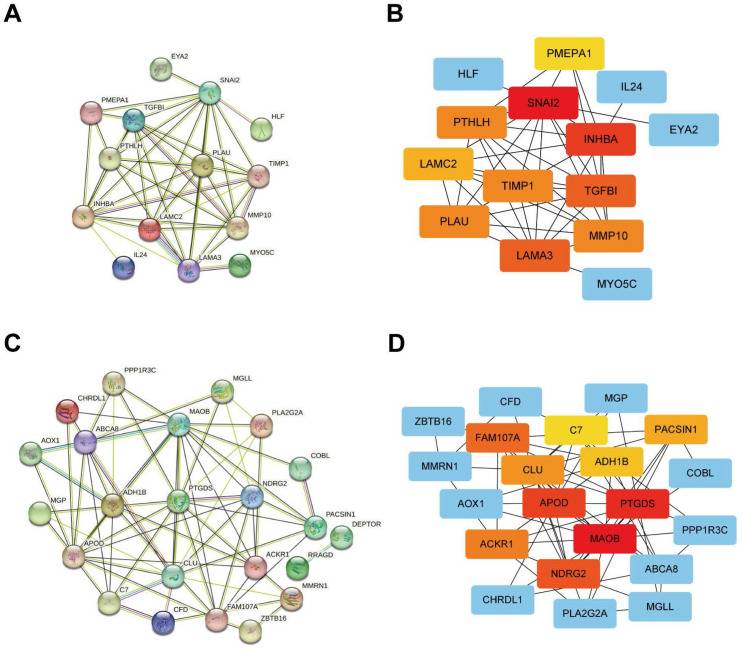 A
EYA2
SNAI2
PMEPA1
TGFBI
HLF
PTHLH
PLAU
TIMP1
INHBA
LAMC2
MMP10
IL24
LAMA3
MYO5C
B
PMEPA1
HLF
IL24
SNAI2
PTHLH
EYA2
INHBA
LAMC2
TIMP1
TGFBI
PLAU
MMP10
LAMA3
MYO5C
C
PPP1R3C
MGLL
CHRDL1
MAOB
PLA2G2A
ABCA8
AOX1
COBL
ADH1B
PTGDS
NDRG2
MGP
PACSIN1
DEPTOR
APOD
CLU
ACKR1
RRAGD
C7
MMRN1
CFD
FAM107A
ZBTB16
D
CFD
MGP
ZBTB16
C7
PACSIN1
FAM107A
MMRN1
CLU
ADH1B
COBL
AOX1
APOD
PTGDS
PPP1R3C
ACKR1
MAOB
NDRG2
ABCA8
CHRDL1
PLA2G2A
MGLL